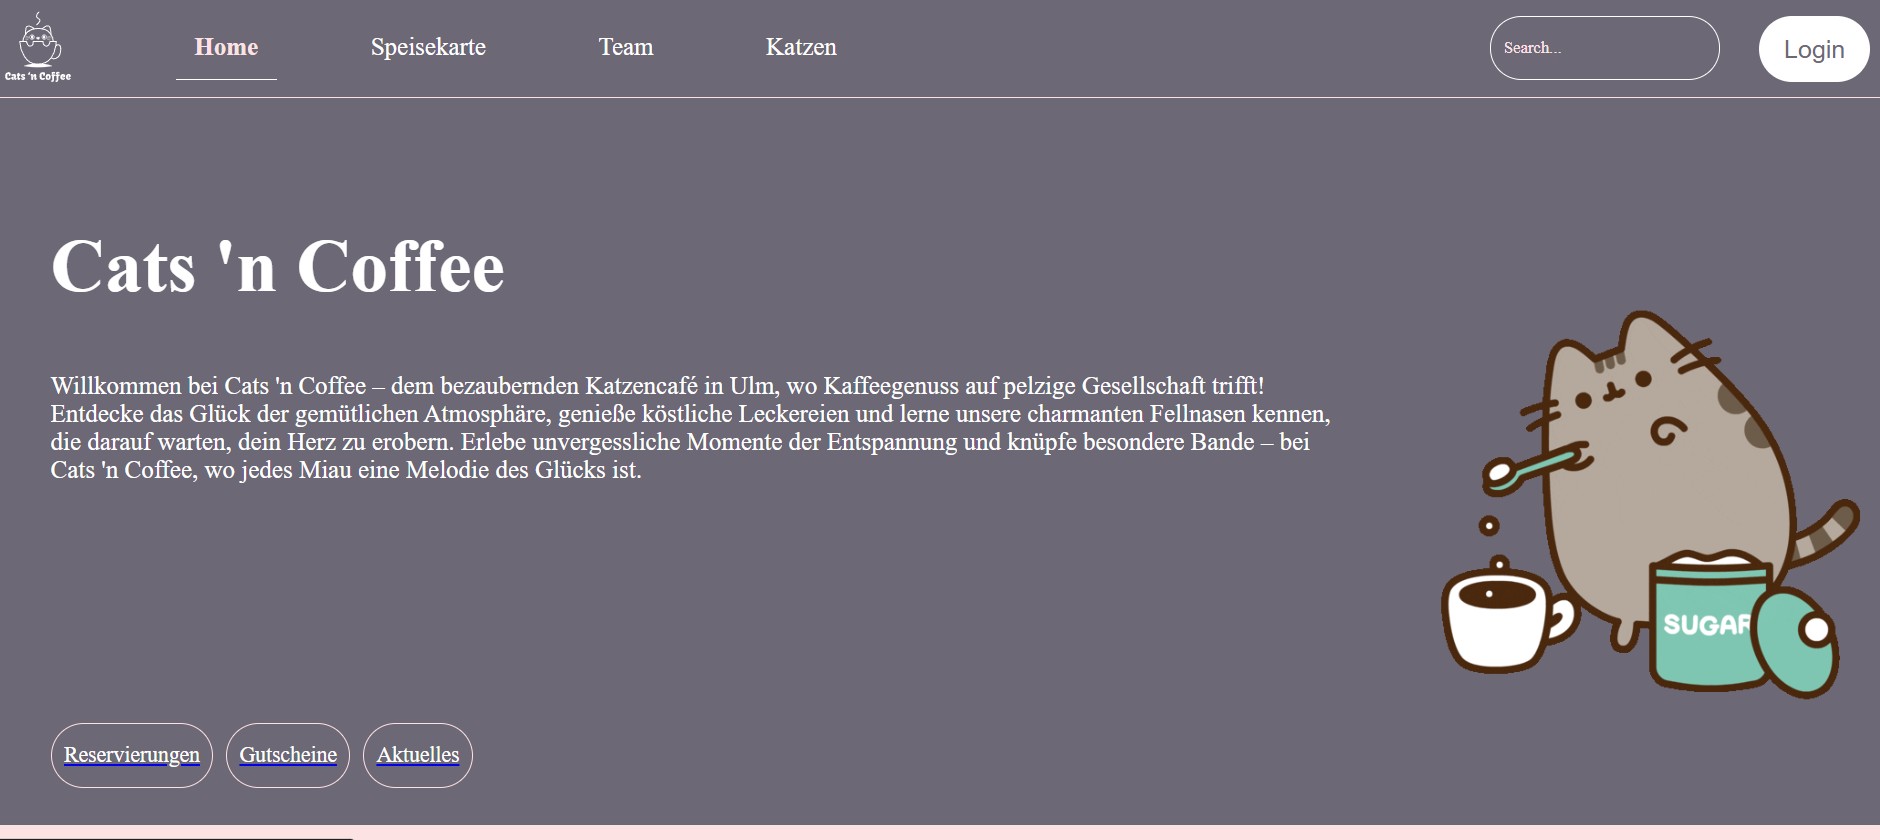 Cats 'n Coffee
Home
Speisekarte
Team
Katzen
Search...
Login
Cats 'n Coffee
Willkommen bei Cats 'n Coffee – dem bezaubernden Katzencafé in Ulm, wo Kaffeegenuss auf pelzige Gesellschaft trifft!
Entdecke das Glück der gemütlichen Atmosphäre, genieße köstliche Leckereien und lerne unsere charmanten Fellnasen kennen,
die darauf warten, dein Herz zu erobern. Erlebe unvergessliche Momente der Entspannung und knüpfe besondere Bande – bei
Cats 'n Coffee, wo jedes Miau eine Melodie des Glücks ist.
SUGAR
Reservierungen
Gutscheine
Aktuelles